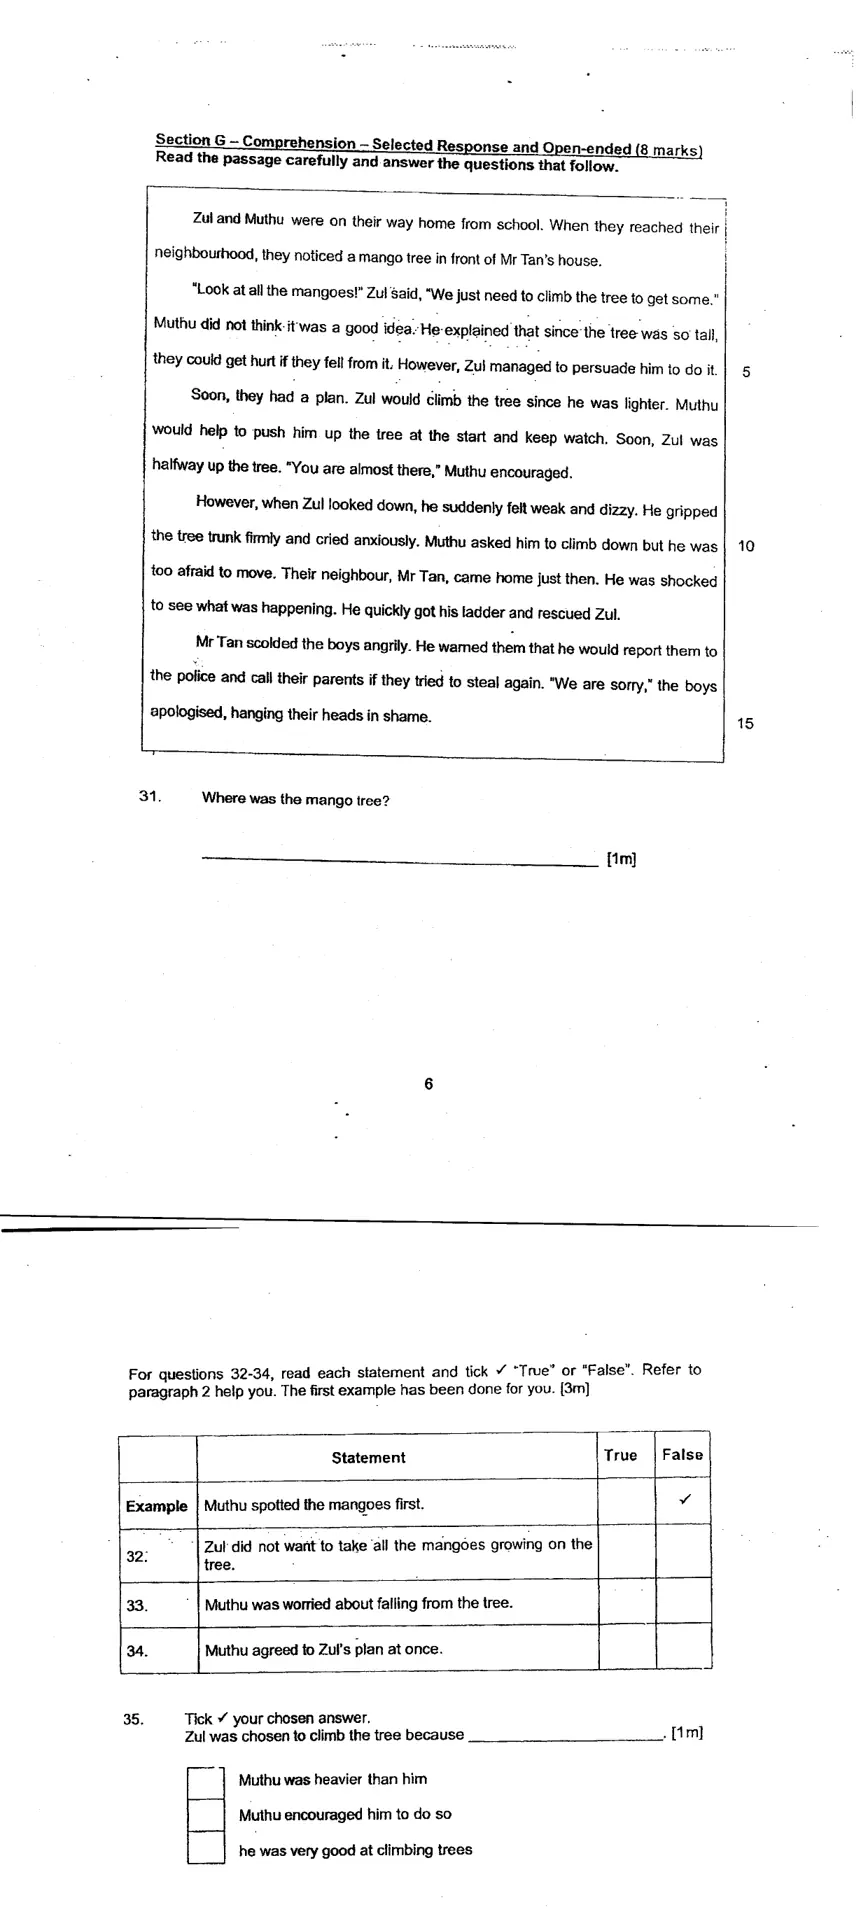 Section G – Comprehension – Selected Response and Open-ended (8 marks)
Read the passage carefully and answer the questions that follow.
Zul and Muthu were on their way home from school. When they reached their
neighbourhood, they noticed a mango tree in front of Mr Tan's house.
"Look at all the mangoes!" Zul said, "We just need to climb the tree to get some."
Muthu did not think it was a good idea. He explained that since the tree was so tall,
they could get hurt if they fell from it. However, Zul managed to persuade him to do it. 5
Soon, they had a plan. Zul would climb the tree since he was lighter. Muthu
would help to push him up the tree at the start and keep watch. Soon, Zul was
halfway up the tree. "You are almost there," Muthu encouraged.
However, when Zul looked down, he suddenly felt weak and dizzy. He gripped
the tree trunk firmly and cried anxiously. Muthu asked him to climb down but he was 10
too afraid to move. Their neighbour, Mr Tan, came home just then. He was shocked
to see what was happening. He quickly got his ladder and rescued Zul.
Mr Tan scolded the boys angrily. He warned them that he would report them to
the police and call their parents if they tried to steal again. "We are sorry," the boys
apologised, hanging their heads in shame. 15
31. Where was the mango tree?
[1m]
6
For questions 32-34, read each statement and tick ✓ "True" or "False". Refer to
paragraph 2 help you. The first example has been done for you. [3m]
Statement True False
Example Muthu spotted the mangoes first. ✓
32. Zul did not want to take all the mangoes growing on the
tree.
33. Muthu was worried about falling from the tree.
34. Muthu agreed to Zul's plan at once.
35. Tick ✓ your chosen answer.
Zul was chosen to climb the tree because ____________________. [1m]
Muthu was heavier than him
Muthu encouraged him to do so
he was very good at climbing trees